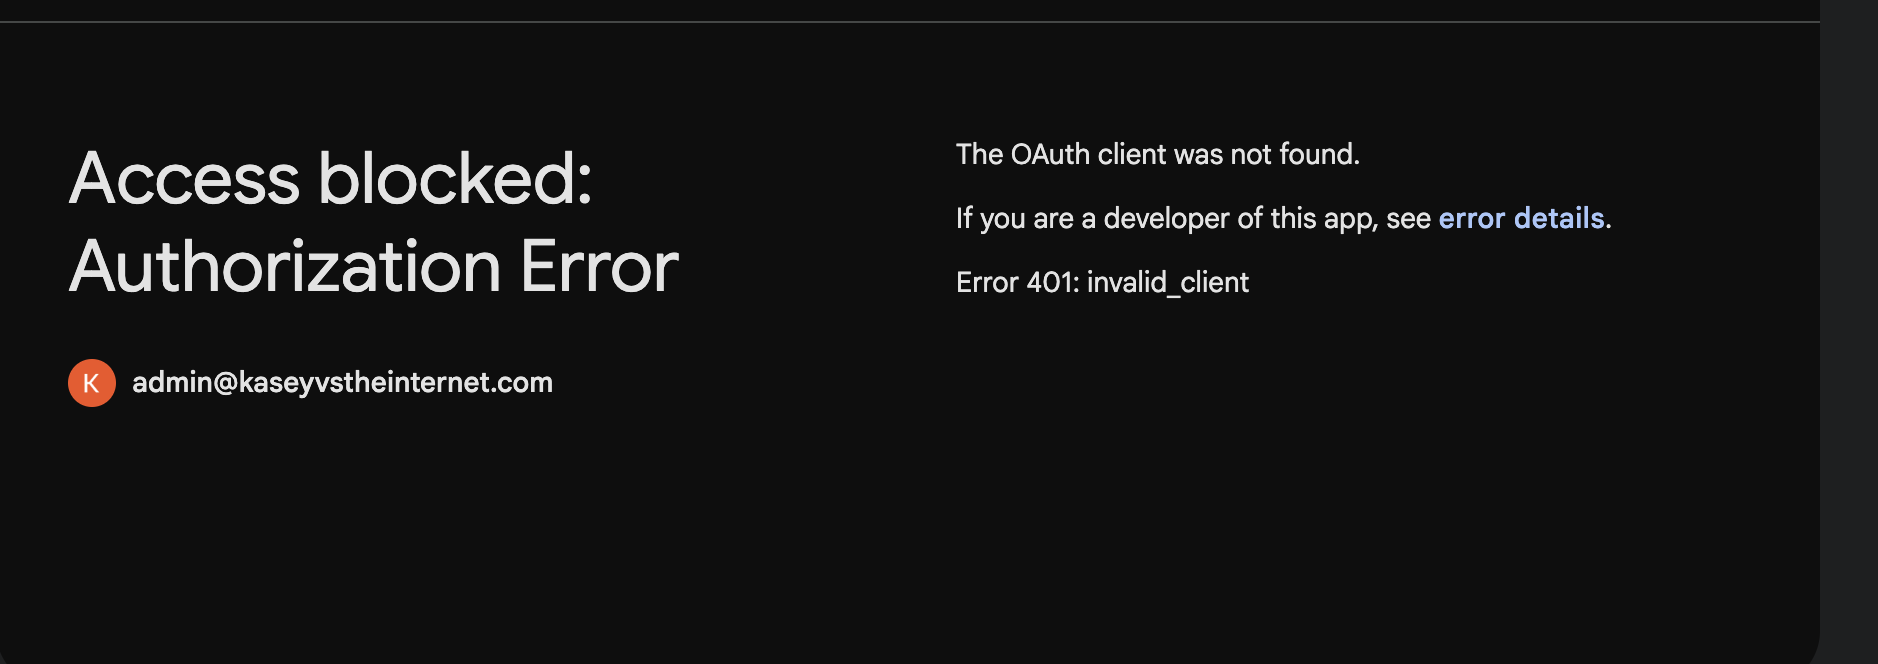 Access blocked:
Authorization Error
K admin@kaseyvstheinternet.com
The OAuth client was not found.
If you are a developer of this app, see error details.
Error 401: invalid_client